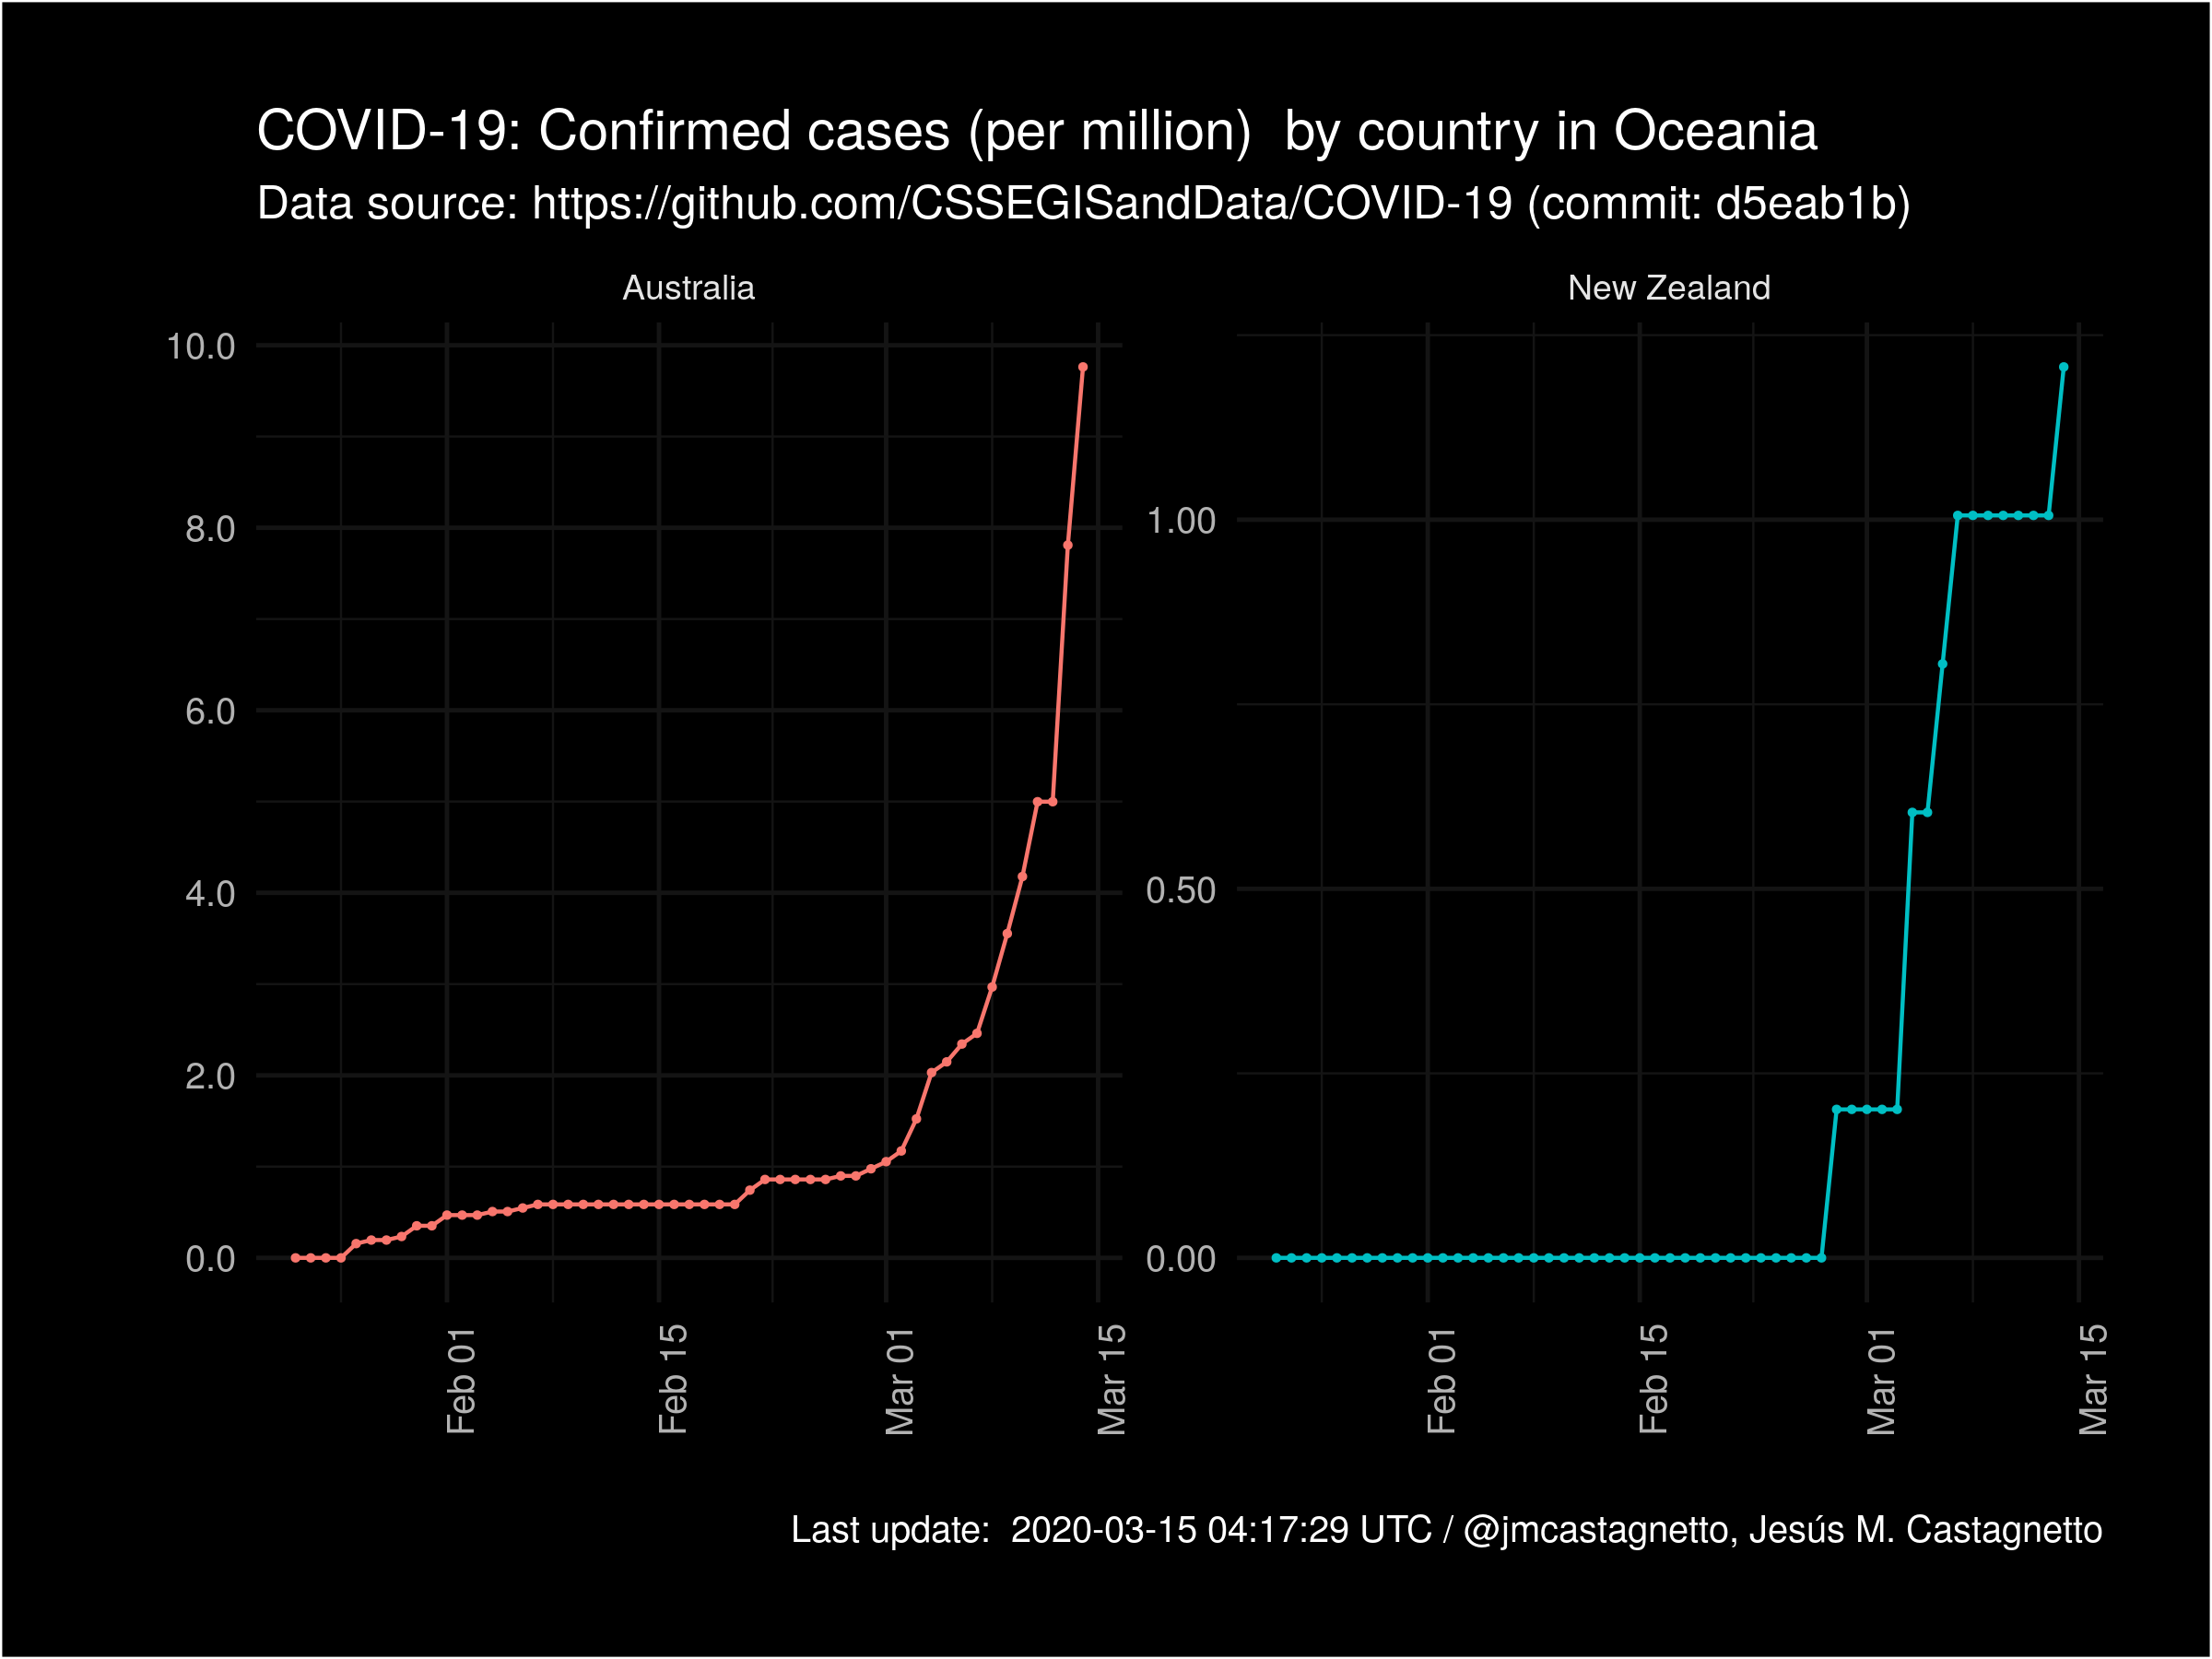 COVID-19: Confirmed cases (per million)  by country in Oceania
Data source: https://github.com/CSSEGISandData/COVID-19 (commit: d5eab1b)
Australia
10.0
8.0
6.0
4.0
2.0
0.0
Feb 01
Feb 15
Mar 01
Mar 15
New Zealand
1.00
0.50
0.00
Feb 01
Feb 15
Mar 01
Mar 15
Last update:  2020-03-15 04:17:29 UTC / @jmcastagnetto, Jesús M. Castagnetto